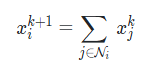 x_i^{k+1} = \sum_{j \in \mathcal{N}_i} x_j^k